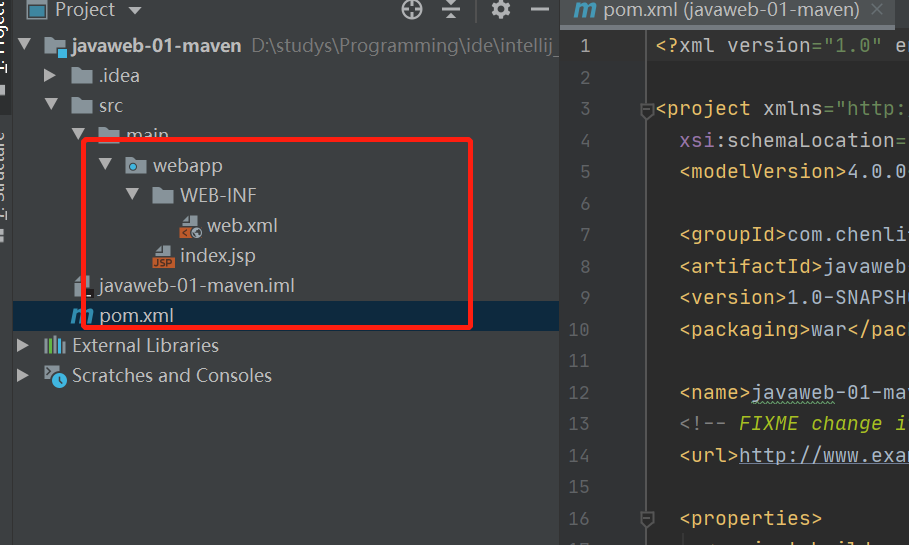 Project
pom.xml (javaweb-01-maven)
javaweb-01-maven D:\studys\Programming\ide\intellij_
.idea
src
main
webapp
WEB-INF
web.xml
JSP index.jsp
javaweb-01-maven.iml
m pom.xml
External Libraries
Scratches and Consoles
1 <?xml version="1.0" e
2
3 <project xmlns="http:
4 xsi:schemaLocation=
5 <modelVersion>4.0.0
6
7 <groupId>com.chenli
8 <artifactId>javaweb
9 <version>1.0-SNAPSH
10 <packaging>war</pac
11
12 <name>javaweb-01-ma
13 <!-- FIXME change i
14 <url>http://www.exa
15
16 <properties>